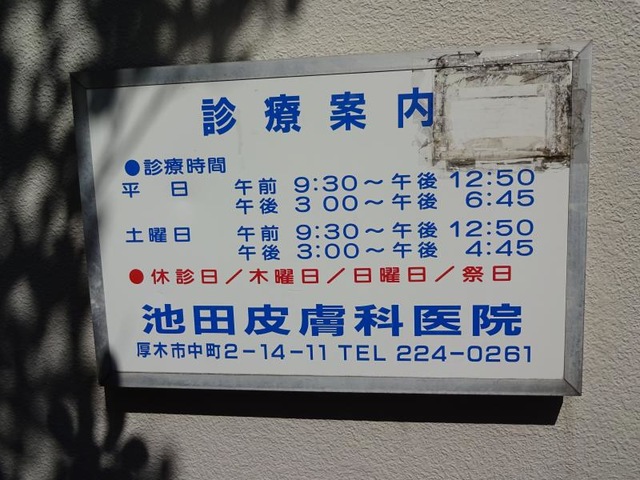 診療案内
●診療時間
平日 午前 9:30～午後 12:50
午後 3 00～午後 6:45
土曜日 午前 9:30～午後 12:50
午後 3:00～午後 4:45
●休診日／木曜日／日曜日／祭日
池田皮膚科医院
厚木市中町2-14-11 TEL 224-0261